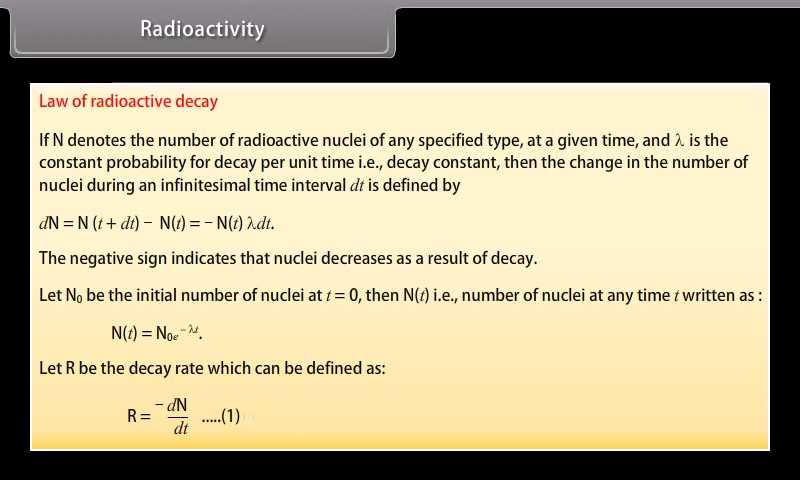 Radioactivity
Law of radioactive decay
If N denotes the number of radioactive nuclei of any specified type, at a given time, and λ is the
constant probability for decay per unit time i.e., decay constant, then the change in the number of
nuclei during an infinitesimal time interval dt is defined by
dN = N (t + dt) − N(t) = − N(t) λdt.
The negative sign indicates that nuclei decreases as a result of decay.
Let N₀ be the initial number of nuclei at t = 0, then N(t) i.e., number of nuclei at any time t written as :
N(t) = N₀e^−λt.
Let R be the decay rate which can be defined as:
R = −dN/dt .....(1)